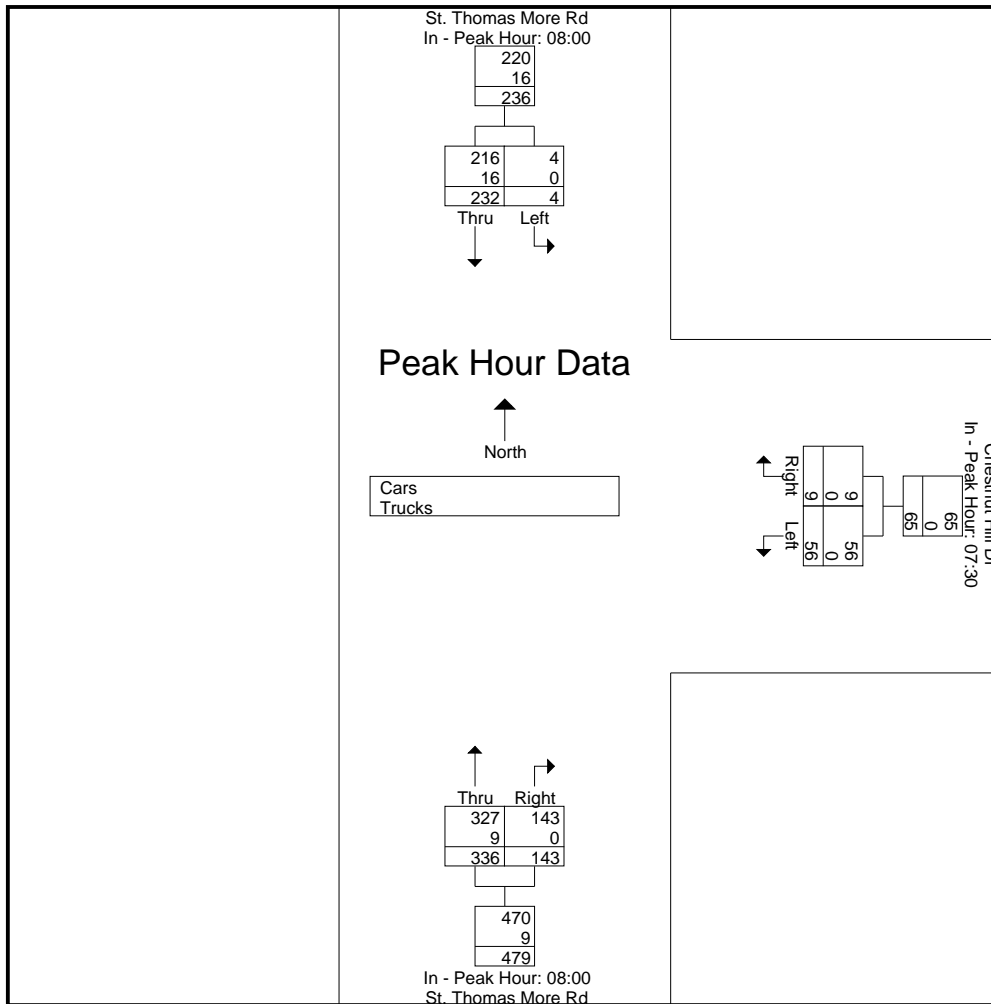 St. Thomas More Rd
In - Peak Hour: 08:00
220
16
236
216 4
16 0
232 4
Thru Left
Peak Hour Data
North
Cars
Trucks
In - Peak Hour: 07:30
65
0
65
9 56
0 0
9 56
Right Left
Thru Right
327 143
9 0
336 143
470
9
479
In - Peak Hour: 08:00
St. Thomas More Rd